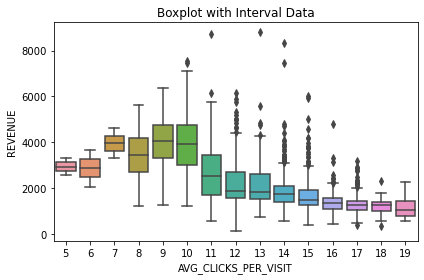 Boxplot with Interval Data
REVENUE
8000
6000
4000
2000
0
5 6 7 8 9 10 11 12 13 14 15 16 17 18 19
AVG_CLICKS_PER_VISIT